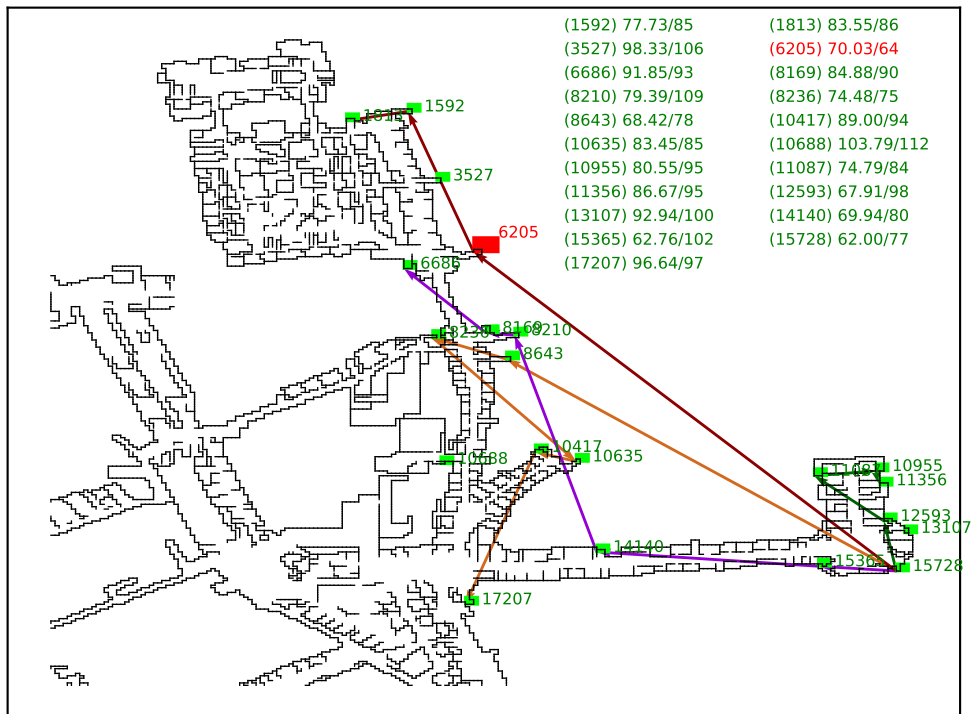 (1592) 77.73/85 (1813) 83.55/86
(3527) 98.33/106 (6205) 70.03/64
(6686) 91.85/93 (8169) 84.88/90
(8210) 79.39/109 (8236) 74.48/75
(8643) 68.42/78 (10417) 89.00/94
(10635) 83.45/85 (10688) 103.79/112
(10955) 80.55/95 (11087) 74.79/84
(11356) 86.67/95 (12593) 67.91/98
(13107) 92.94/100 (14140) 69.94/80
(15365) 62.76/102 (15728) 62.00/77
(17207) 96.64/97
1592
1813
3527
6205
6686
8169
8210
8236
8643
10417
10635
10688
10955
11087
11356
12593
13107
14140
15365
15728
17207